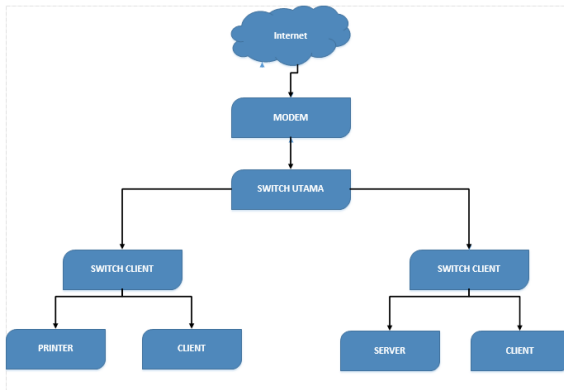 Internet
MODEM
SWITCH UTAMA
SWITCH CLIENT
SWITCH CLIENT
PRINTER
CLIENT
SERVER
CLIENT